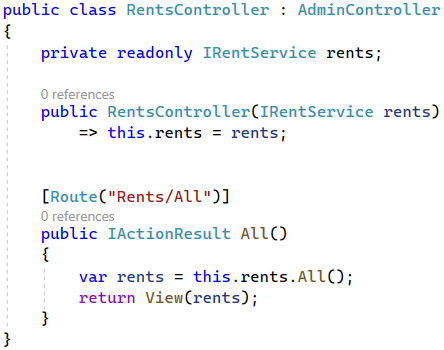 public class RentsController : AdminController
{
private readonly IRentService rents;
0 references
public RentsController(IRentService rents)
=> this.rents = rents;
[Route("Rents/All")]
0 references
public IActionResult All()
{
var rents = this.rents.All();
return View(rents);
}
}